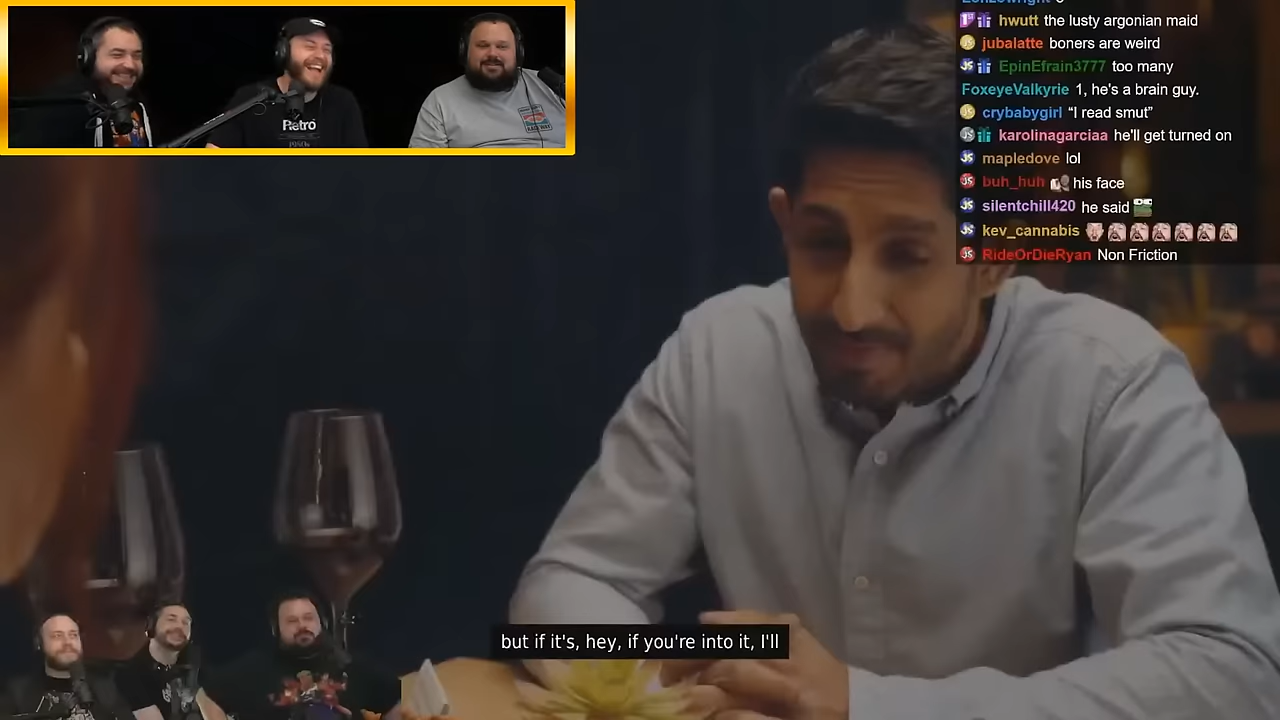 hwutt the lusty argonian maid
jubalatte boners are weird
EpinEfrain3777 too many
FoxeyeValkyrie 1, he's a brain guy.
crybabygirl “I read smut”
karolinagarciaa he'll get turned on
mapledove lol
buh_huh his face
silentchill420 he said
kev_cannabis
RideOrDieRyan Non Friction
Retro
but if it's, hey, if you're into it, I'll